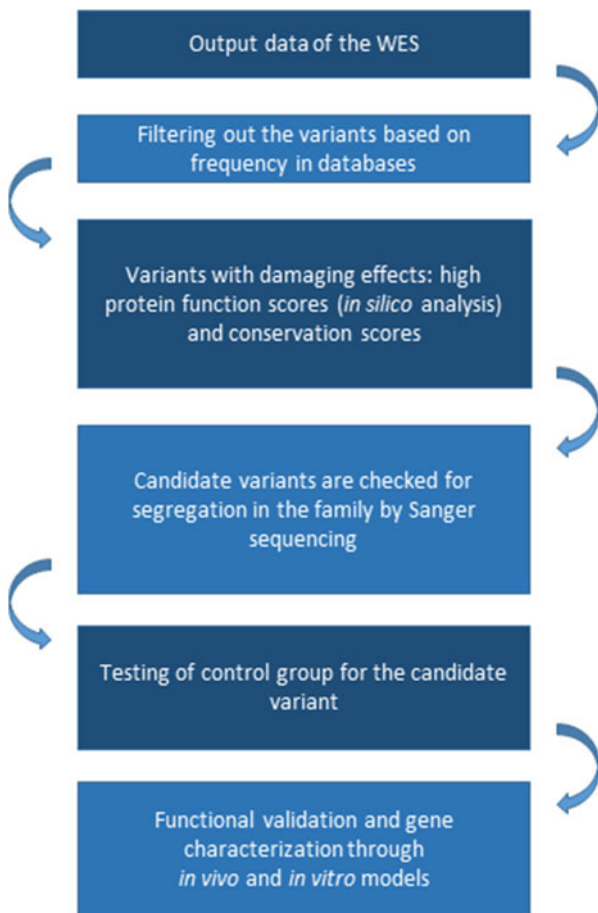 Output data of the WES
Filtering out the variants based on
frequency in databases
Variants with damaging effects: high
protein function scores (in silico analysis)
and conservation scores
Candidate variants are checked for
segregation in the family by Sanger
sequencing
Testing of control group for the candidate
variant
Functional validation and gene
characterization through
in vivo and in vitro models